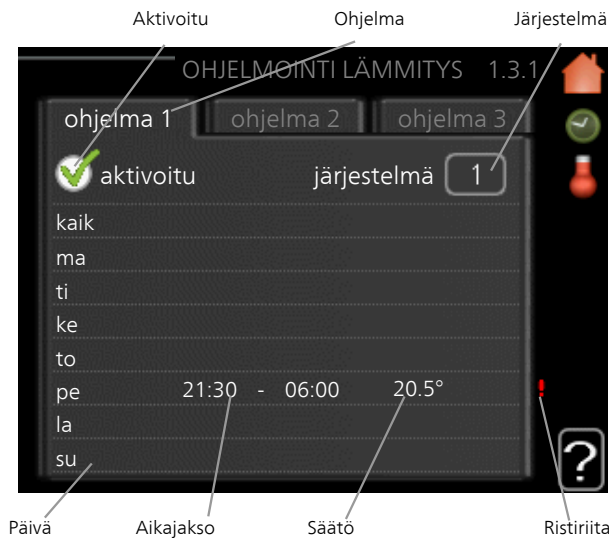 Aktivoitu Ohjelma Järjestelmä
OHJELMOINTI LÄMMITYS 1.3.1
ohjelma 1 ohjelma 2 ohjelma 3
aktivoitu järjestelmä 1
kaik
ma
ti
ke
to
pe 21:30 - 06:00 20.5° !
la
su
?
Päivä Aikajakso Säätö Ristiriita